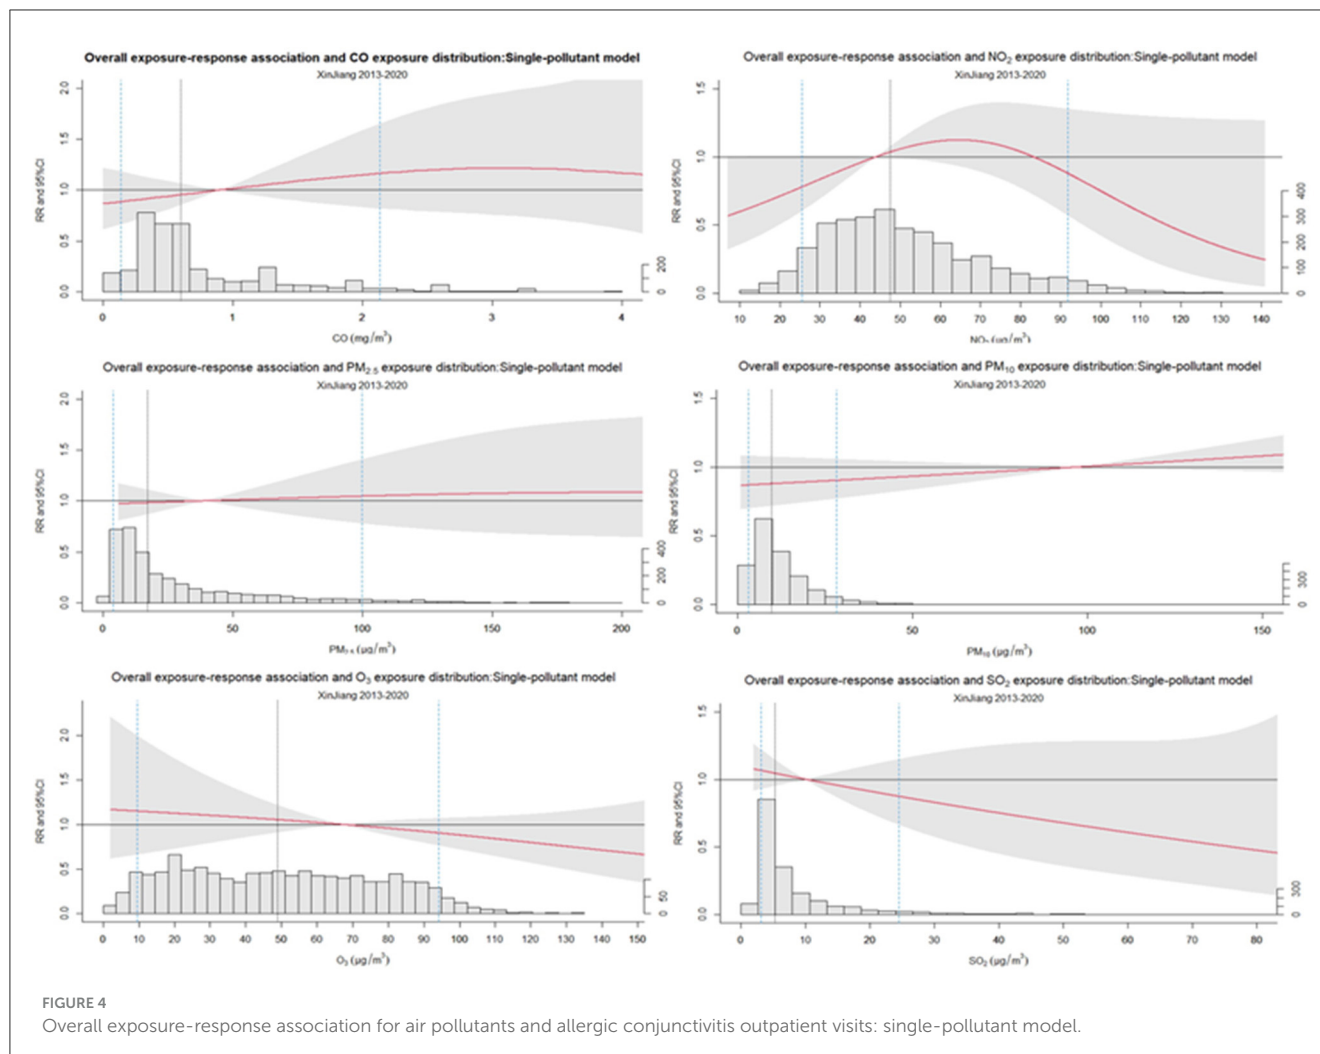 Overall exposure-response association and CO exposure distribution:Single-pollutant model
XinJiang 2013-2020
RR and 95%CI
0.0 0.5 1.0 1.5 2.0
0 200
0 1 2 3 4
CO (mg/m³)
Overall exposure-response association and NO₂ exposure distribution:Single-pollutant model
XinJiang 2013-2020
RR and 95%CI
0.0 0.5 1.0 1.5
0 100 200 300 400
10 20 30 40 50 60 70 80 90 100 110 120 130 140
NO₂ (µg/m³)
Overall exposure-response association and PM₂.₅ exposure distribution:Single-pollutant model
XinJiang 2013-2020
RR and 95%CI
0.0 0.5 1.0 1.5 2.0
0 200 400
0 50 100 150 200
PM₂.₅ (µg/m³)
Overall exposure-response association and PM₁₀ exposure distribution:Single-pollutant model
XinJiang 2013-2020
RR and 95%CI
0.0 0.5 1.0 1.5
0 300
0 50 100 150
PM₁₀ (µg/m³)
Overall exposure-response association and O₃ exposure distribution:Single-pollutant model
XinJiang 2013-2020
RR and 95%CI
0.0 0.5 1.0 1.5 2.0
0 50
0 10 20 30 40 50 60 70 80 90 100 110 120 130 140 150
O₃ (µg/m³)
Overall exposure-response association and SO₂ exposure distribution:Single-pollutant model
XinJiang 2013-2020
RR and 95%CI
0.0 0.5 1.0 1.5
0 300
0 10 20 30 40 50 60 70 80
SO₂ (µg/m³)
FIGURE 4
Overall exposure-response association for air pollutants and allergic conjunctivitis outpatient visits: single-pollutant model.